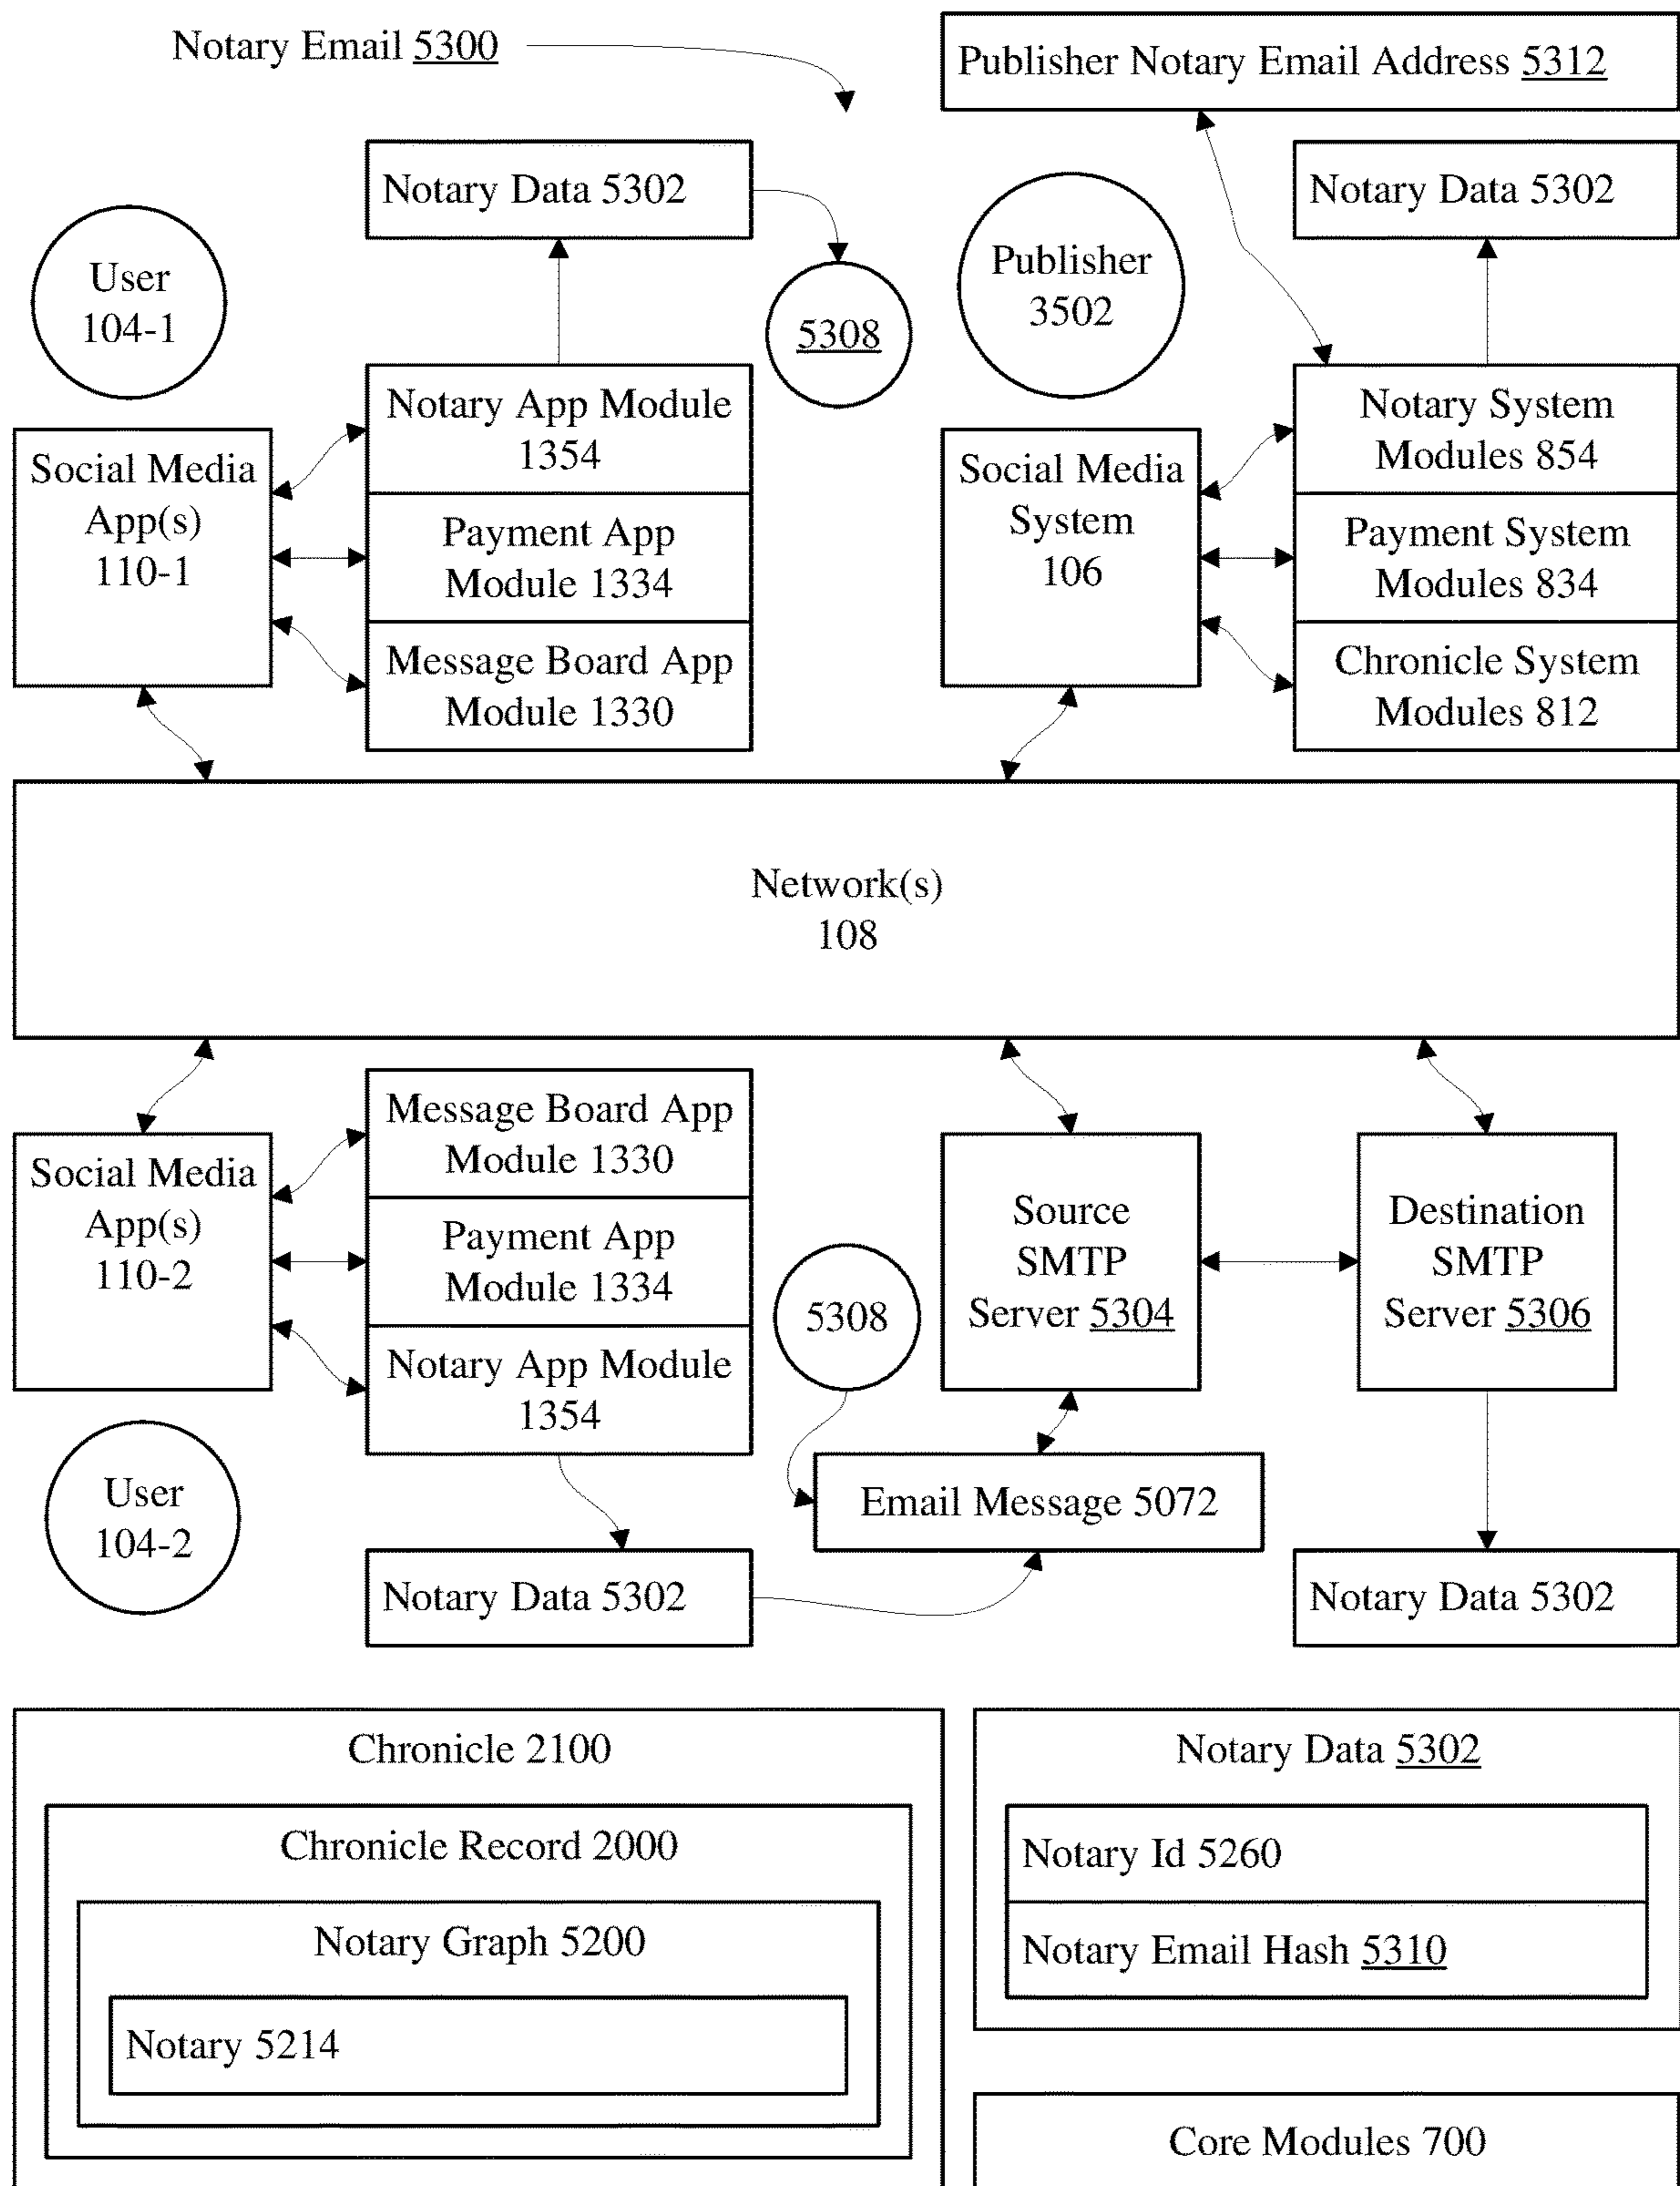 Notary Email 5300
Publisher Notary Email Address 5312
Notary Data 5302
Notary Data 5302
User
104-1
5308
Publisher
3502
Social Media
App(s)
110-1
Notary App Module
1354
Payment App
Module 1334
Message Board App
Module 1330
Social Media
System
106
Notary System
Modules 854
Payment System
Modules 834
Chronicle System
Modules 812
Network(s)
108
Social Media
App(s)
110-2
Message Board App
Module 1330
Payment App
Module 1334
Notary App Module
1354
5308
Source
SMTP
Server 5304
Destination
SMTP
Server 5306
User
104-2
Email Message 5072
Notary Data 5302
Notary Data 5302
Chronicle 2100
Chronicle Record 2000
Notary Graph 5200
Notary 5214
Notary Data 5302
Notary Id 5260
Notary Email Hash 5310
Core Modules 700